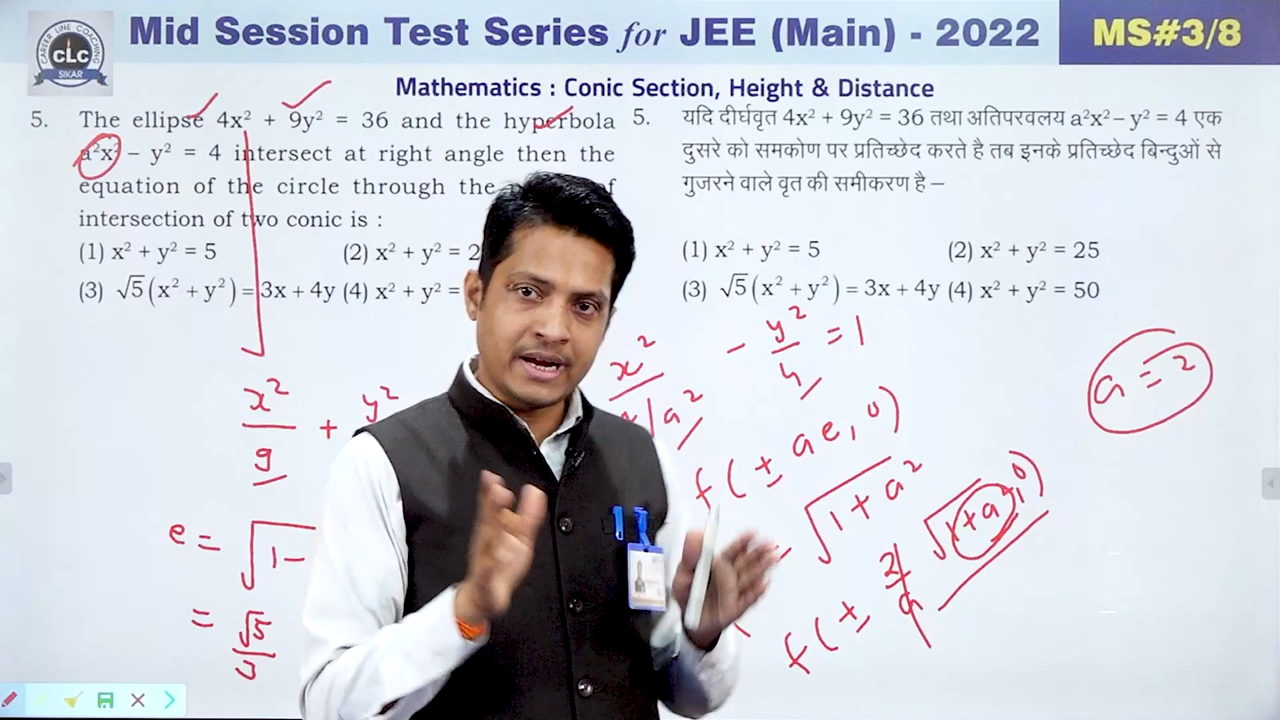 CAREER LINE COACHING
CLC
SIKAR
Mid Session Test Series for JEE (Main) - 2022
MS#3/8
Mathematics : Conic Section, Height & Distance
5. The ellipse 4x² + 9y² = 36 and the hyperbola
a²x² – y² = 4 intersect at right angle then the
equation of the circle through the
intersection of two conic is :
(1) x² + y² = 5 (2) x² + y² = 2
(3) √5(x² + y²) = 3x + 4y (4) x² + y² =
5. यदि दीर्घवृत 4x² + 9y² = 36 तथा अतिपरवलय a²x² – y² = 4 एक
दुसरे को समकोण पर प्रतिच्छेद करते है तब इनके प्रतिच्छेद बिन्दुओं से
गुजरने वाले वृत की समीकरण है –
(1) x² + y² = 5 (2) x² + y² = 25
(3) √5(x² + y²) = 3x + 4y (4) x² + y² = 50
x²/9 + y²
e = √1-
= √5/3
x²/ /a² - y²/4 = 1
f(± ae, 0)
√1 + a²
f(± 2/a √1+a², 0)
a = 2